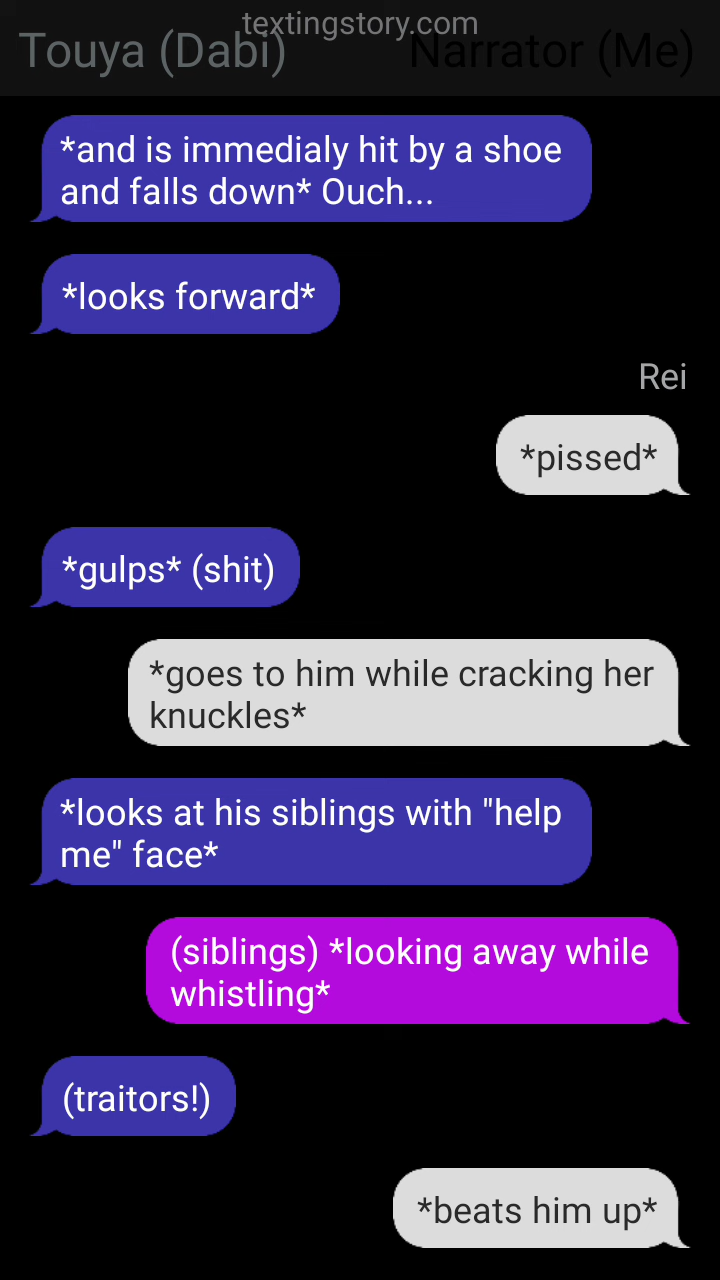 textingstory.com
Touya (Dabi)
Narrator (Me)
*and is immedialy hit by a shoe
and falls down* Ouch...
*looks forward*
Rei
*pissed*
*gulps* (shit)
*goes to him while cracking her
knuckles*
*looks at his siblings with "help
me" face*
(siblings) *looking away while
whistling*
(traitors!)
*beats him up*